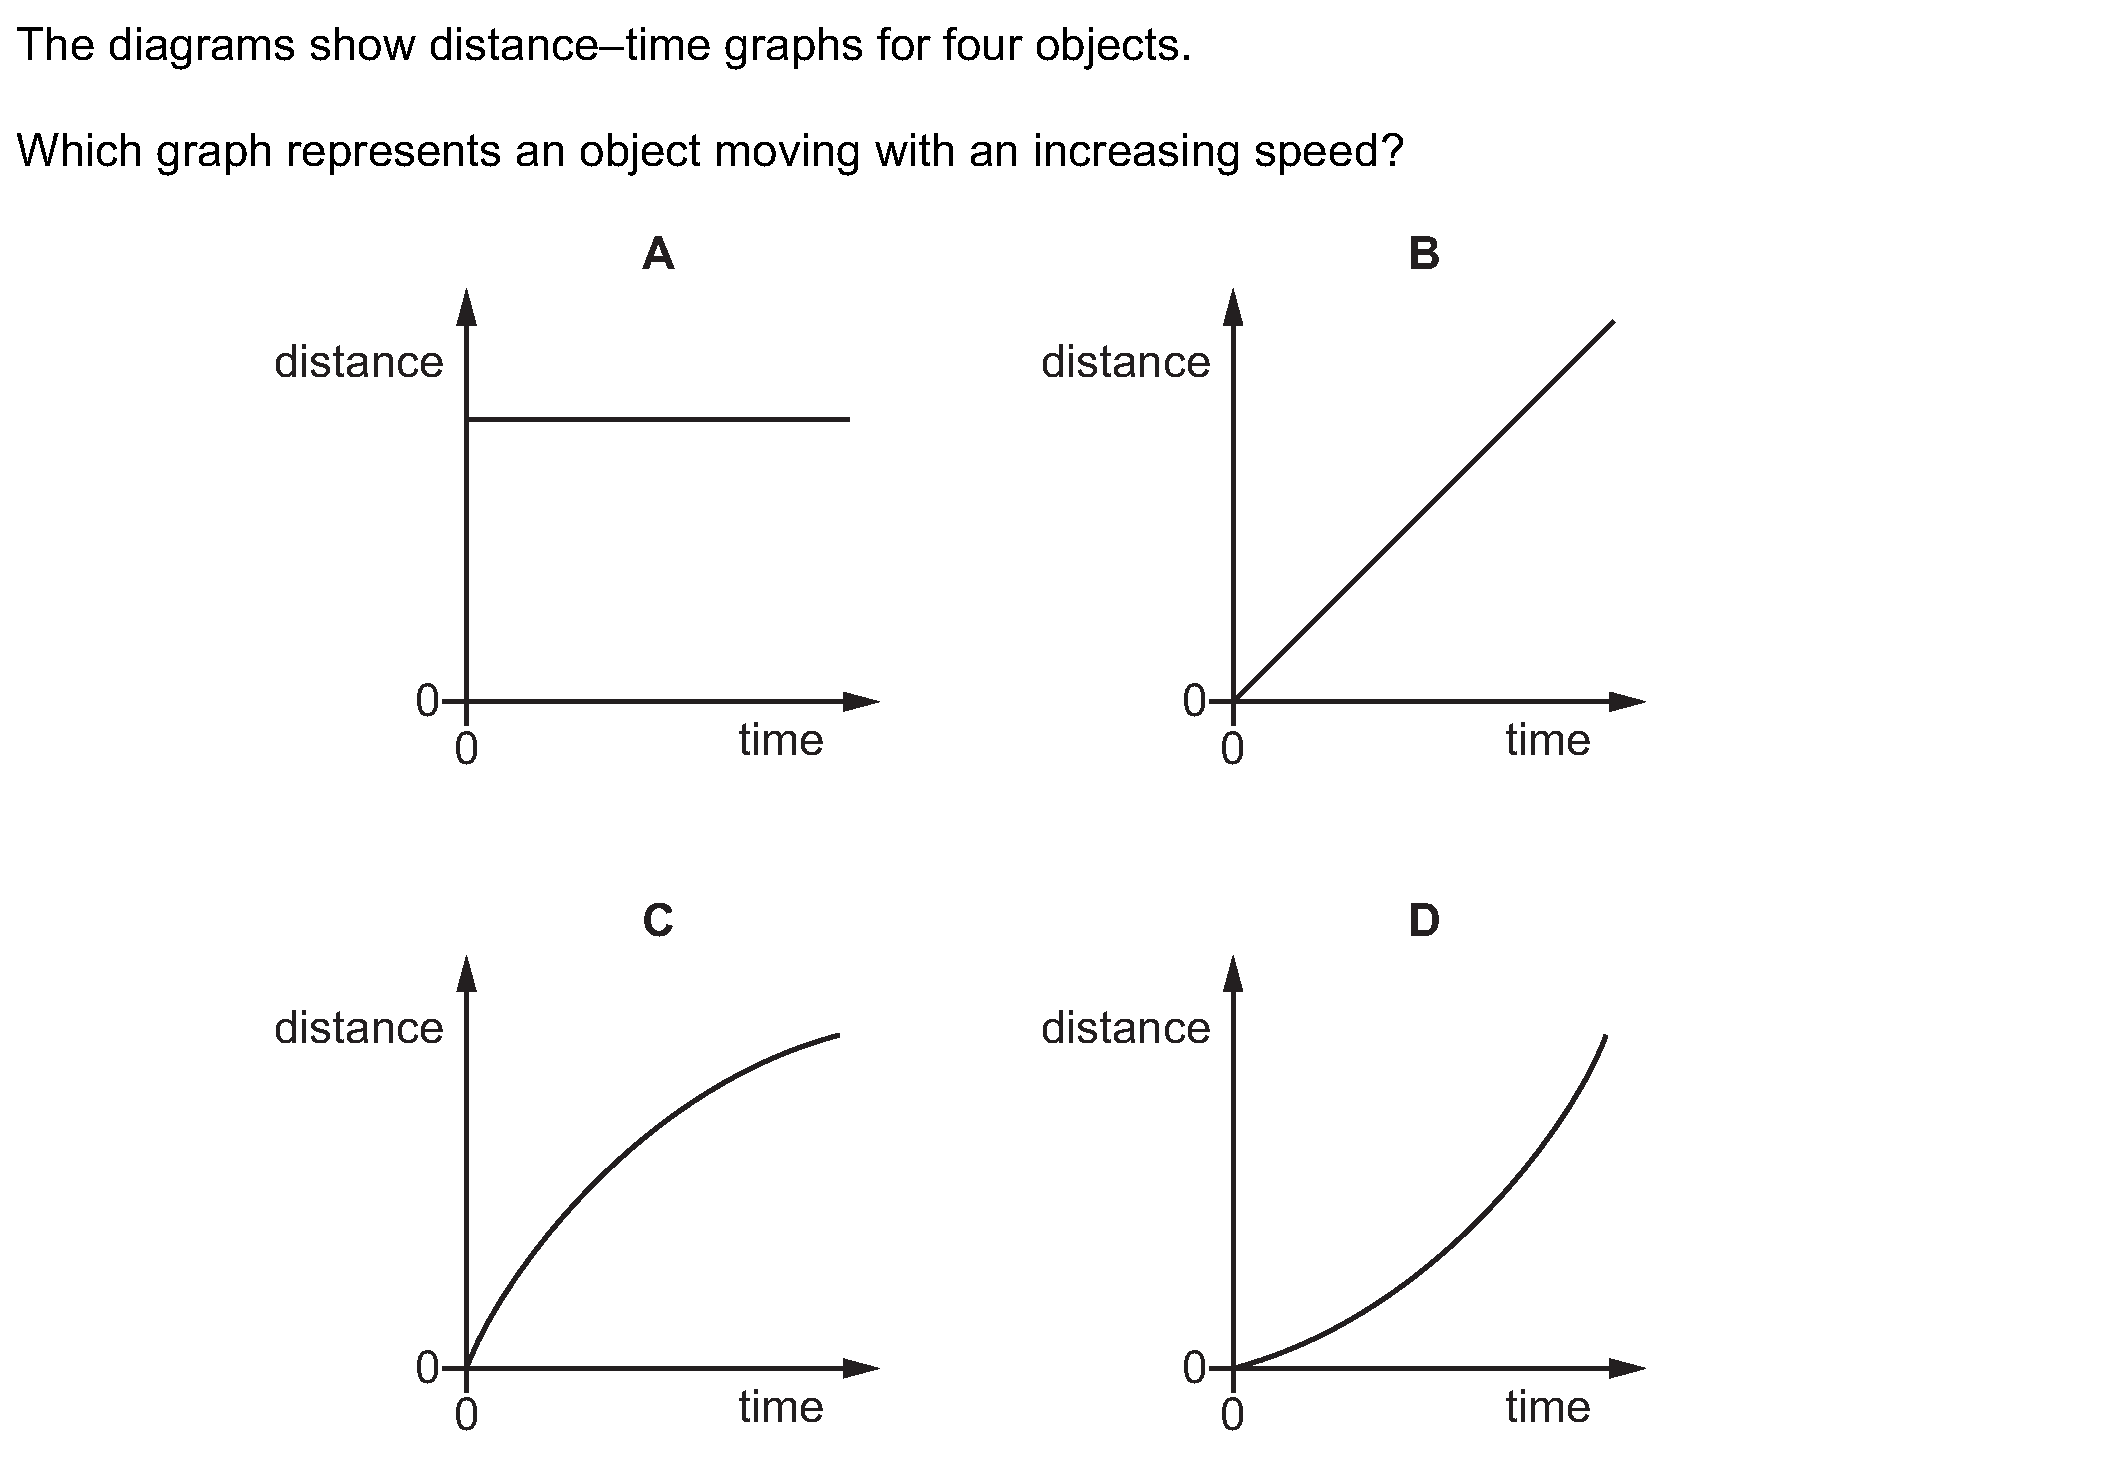 The diagrams show distance–time graphs for four objects.
Which graph represents an object moving with an increasing speed?
A
distance
0
0
time
B
distance
0
0
time
C
distance
0
0
time
D
distance
0
0
time